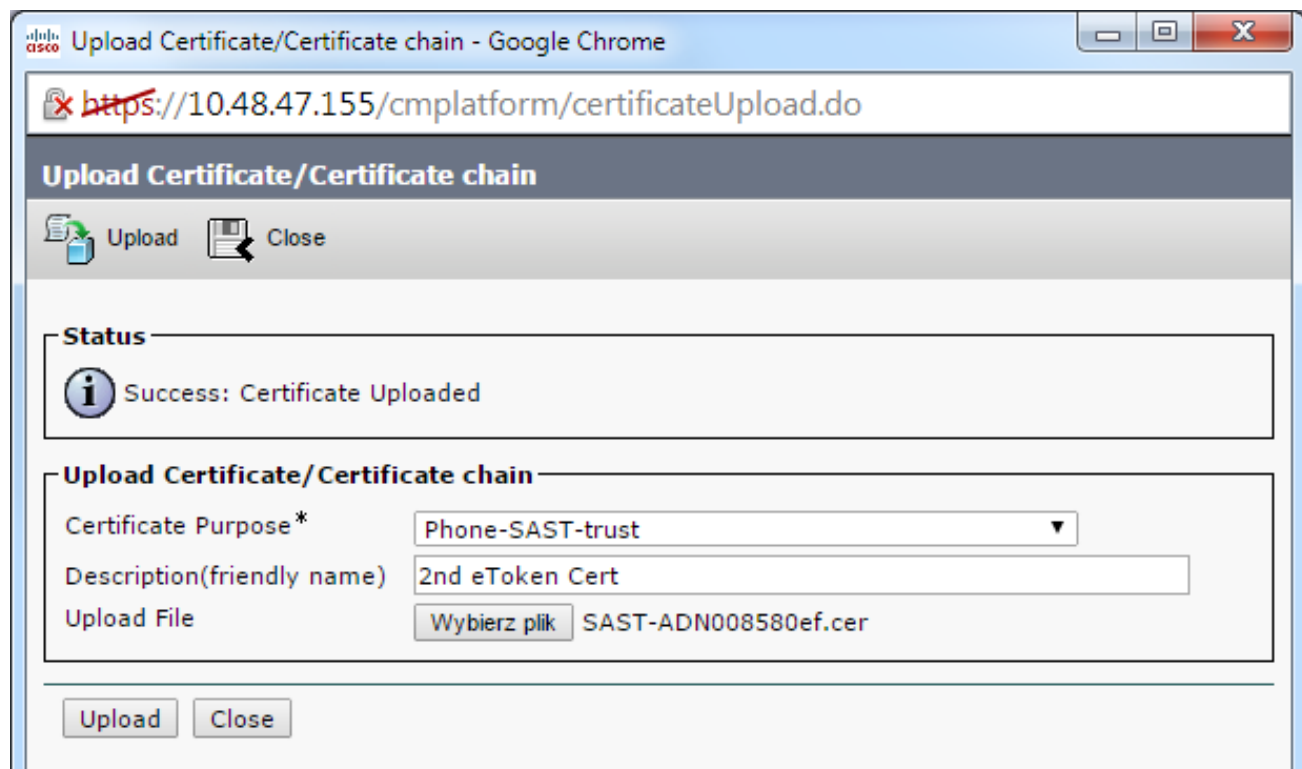 cisco Upload Certificate/Certificate chain - Google Chrome
https://10.48.47.155/cmplatform/certificateUpload.do
Upload Certificate/Certificate chain
Upload Close
Status
Success: Certificate Uploaded
Upload Certificate/Certificate chain
Certificate Purpose* Phone-SAST-trust
Description(friendly name) 2nd eToken Cert
Upload File Wybierz plik SAST-ADN008580ef.cer
Upload Close